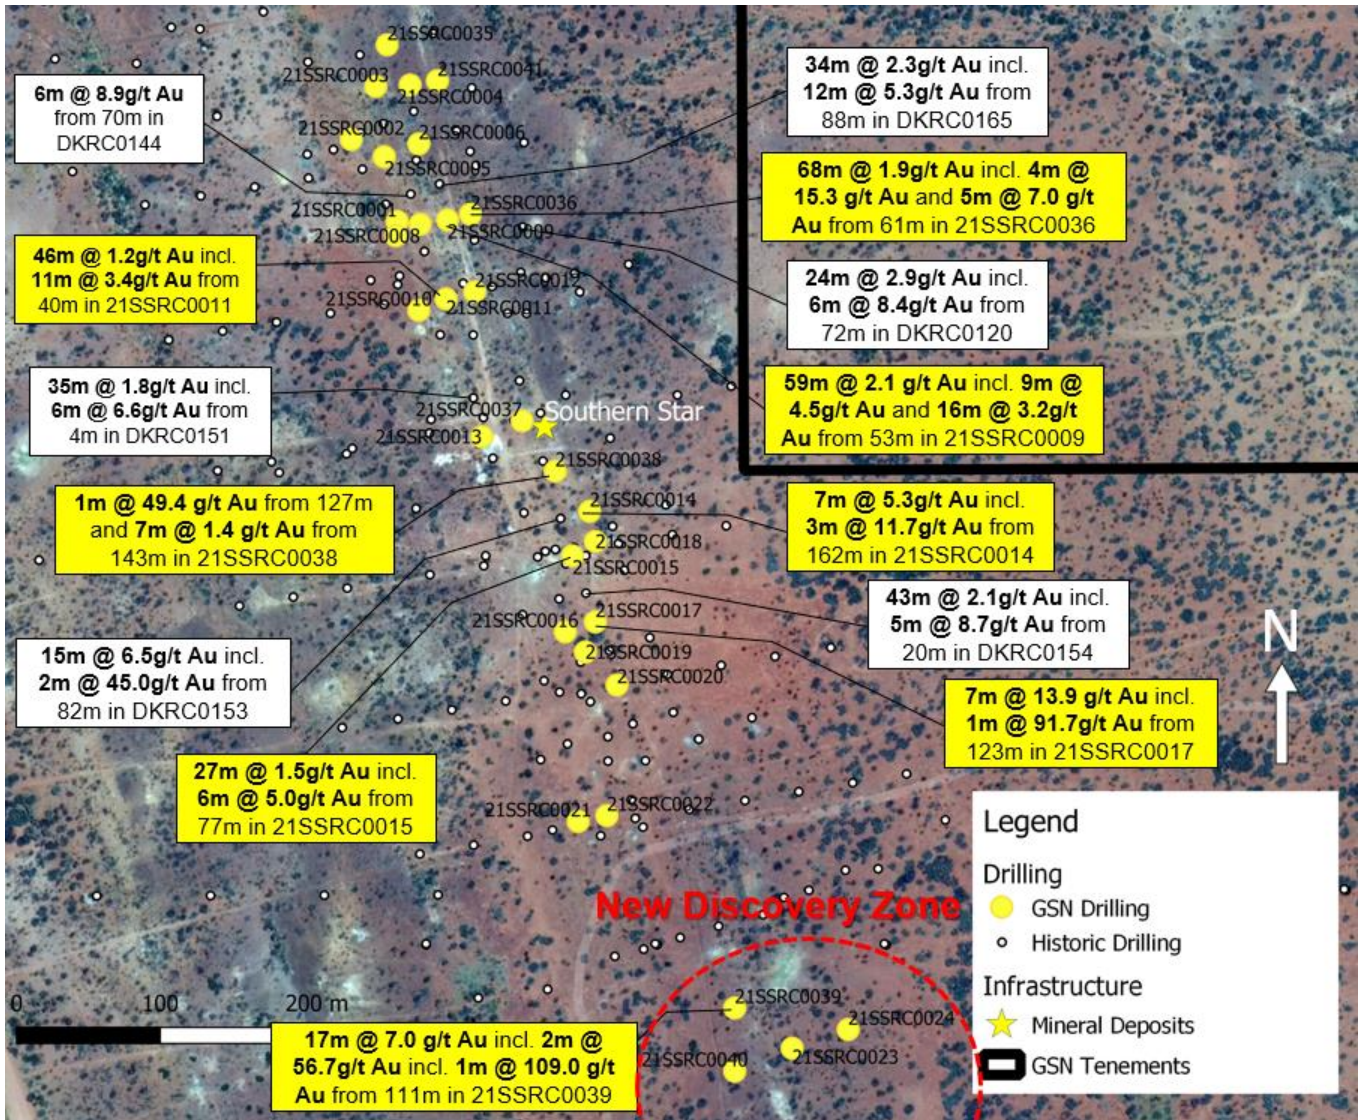 21SSRC0035
21SSRC0003
21SSRC0041
21SSRC0004
34m @ 2.3g/t Au incl.
12m @ 5.3g/t Au from
88m in DKRC0165
6m @ 8.9g/t Au
from 70m in
DKRC0144
21SSRC0002
21SSRC0006
21SSRC0005
68m @ 1.9g/t Au incl. 4m @
15.3 g/t Au and 5m @ 7.0 g/t
Au from 61m in 21SSRC0036
21SSRC0001
21SSRC0036
21SSRC0008
21SSRC0009
46m @ 1.2g/t Au incl.
11m @ 3.4g/t Au from
40m in 21SSRC0011
21SSRC0012
21SSRC0010
21SSRC0011
24m @ 2.9g/t Au incl.
6m @ 8.4g/t Au from
72m in DKRC0120
35m @ 1.8g/t Au incl.
6m @ 6.6g/t Au from
4m in DKRC0151
21SSRC0037
Southern Star
21SSRC0013
59m @ 2.1 g/t Au incl. 9m @
4.5g/t Au and 16m @ 3.2g/t
Au from 53m in 21SSRC0009
21SSRC0038
1m @ 49.4 g/t Au from 127m
and 7m @ 1.4 g/t Au from
143m in 21SSRC0038
21SSRC0014
21SSRC0018
21SSRC0015
7m @ 5.3g/t Au incl.
3m @ 11.7g/t Au from
162m in 21SSRC0014
43m @ 2.1g/t Au incl.
5m @ 8.7g/t Au from
20m in DKRC0154
21SSRC0017
21SSRC0016
21SSRC0019
21SSRC0020
N
15m @ 6.5g/t Au incl.
2m @ 45.0g/t Au from
82m in DKRC0153
7m @ 13.9 g/t Au incl.
1m @ 91.7g/t Au from
123m in 21SSRC0017
27m @ 1.5g/t Au incl.
6m @ 5.0g/t Au from
77m in 21SSRC0015
21SSRC0021
21SSRC0022
Legend
Drilling
GSN Drilling
Historic Drilling
Infrastructure
Mineral Deposits
GSN Tenements
New Discovery Zone
0 100 200 m
21SSRC0039
21SSRC0024
21SSRC0040
21SSRC0023
17m @ 7.0 g/t Au incl. 2m @
56.7g/t Au incl. 1m @ 109.0 g/t
Au from 111m in 21SSRC0039